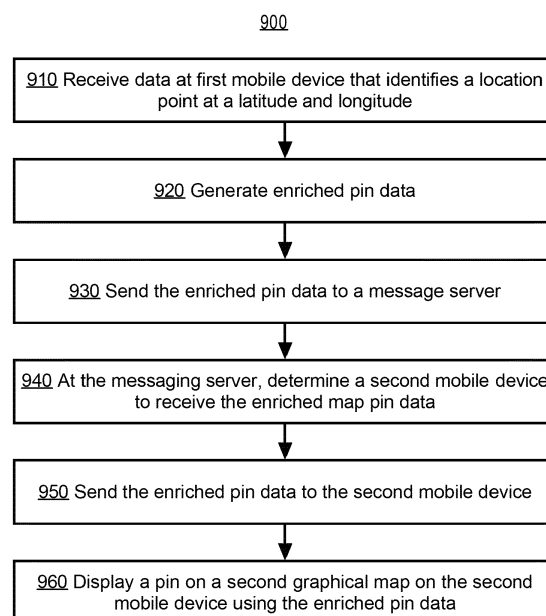 900
910 Receive data at first mobile device that identifies a location
point at a latitude and longitude
920 Generate enriched pin data
930 Send the enriched pin data to a message server
940 At the messaging server, determine a second mobile device
to receive the enriched map pin data
950 Send the enriched pin data to the second mobile device
960 Display a pin on a second graphical map on the second
mobile device using the enriched pin data